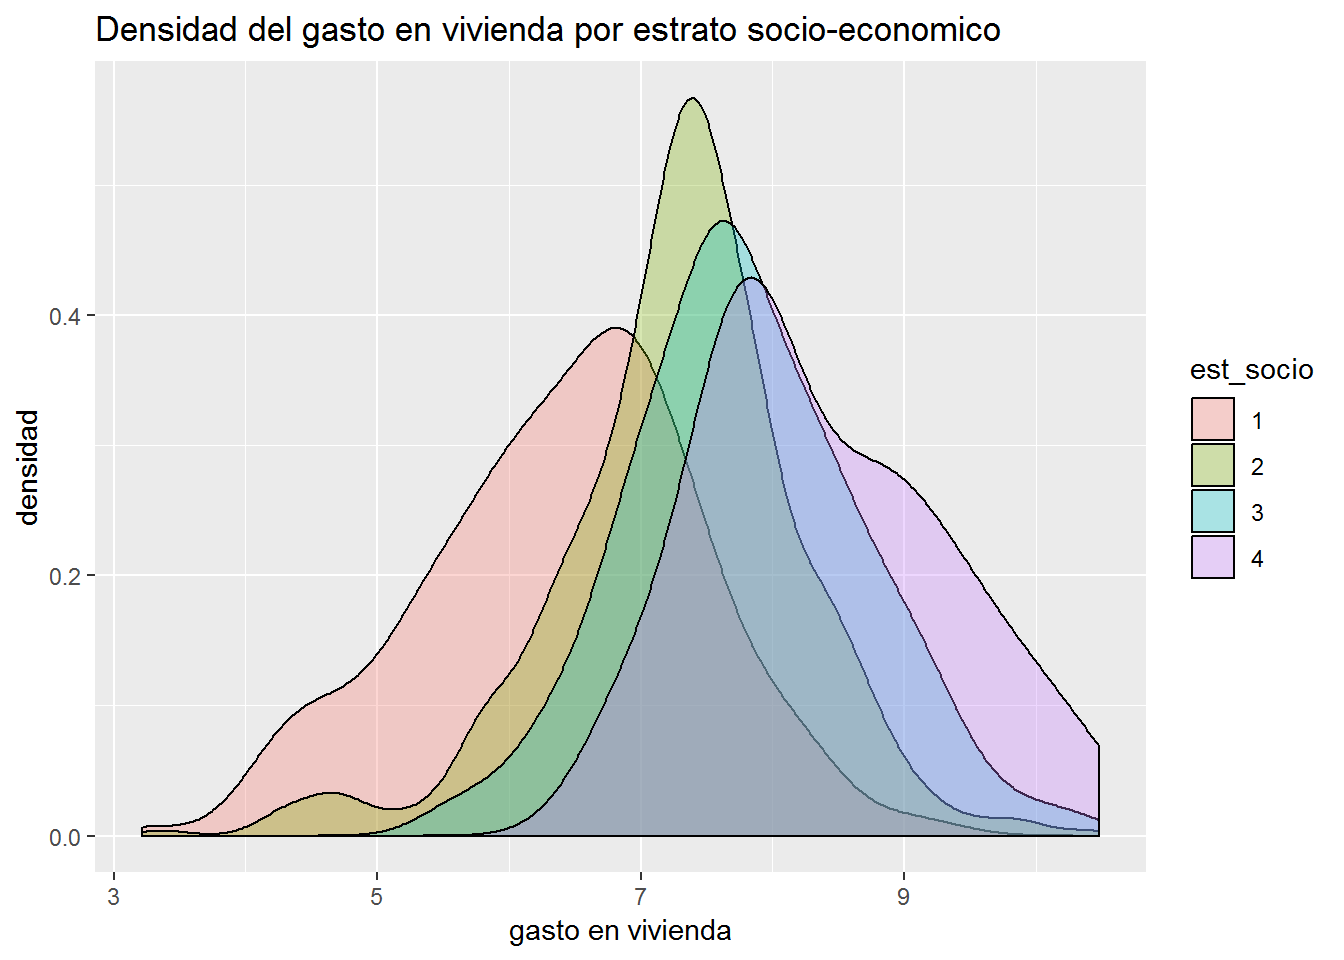 Densidad del gasto en vivienda por estrato socio-economico
densidad
0.4
0.2
0.0
3 5 7 9
gasto en vivienda
est_socio
1
2
3
4